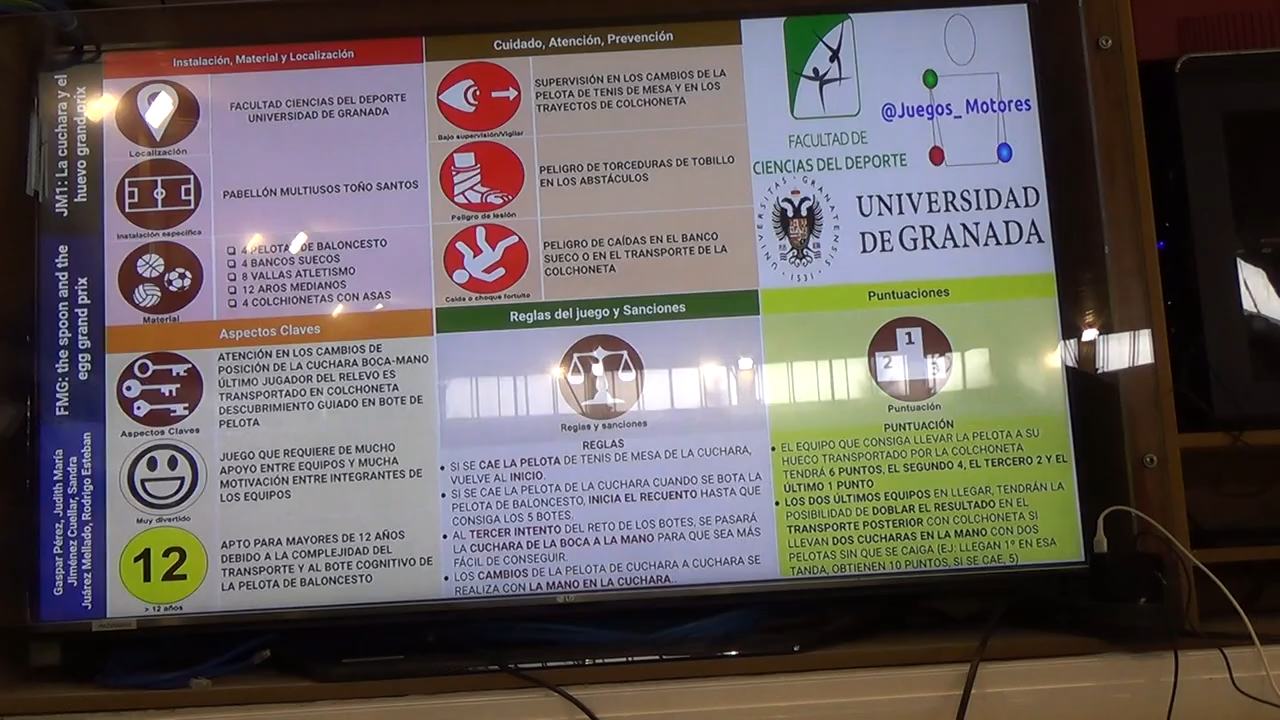 JM1: La cuchara y el
huevo grand prix
FMG: the spoon and the
egg grand prix
Gaspar Pérez, Judith María
Jiménez Cuellar, Sandra
Juárez Mellado, Rodrigo Esteban
Instalación, Material y Localización
Localización
FACULTAD CIENCIAS DEL DEPORTE
UNIVERSIDAD DE GRANADA
Instalación específica
PABELLÓN MULTIUSOS TOÑO SANTOS
Material
4 PELOTAS DE BALONCESTO
4 BANCOS SUECOS
8 VALLAS ATLETISMO
12 AROS MEDIANOS
4 COLCHIONETAS CON ASAS
Aspectos Claves
Aspectos Claves
ATENCIÓN EN LOS CAMBIOS DE
POSICIÓN DE LA CUCHARA BOCA-MANO
ÚLTIMO JUGADOR DEL RELEVO ES
TRANSPORTADO EN COLCHONETA
DESCUBRIMIENTO GUIADO EN BOTE DE
PELOTA
Muy divertido
JUEGO QUE REQUIERE DE MUCHO
APOYO ENTRE EQUIPOS Y MUCHA
MOTIVACIÓN ENTRE INTEGRANTES DE
LOS EQUIPOS
12
> 12 años
APTO PARA MAYORES DE 12 AÑOS
DEBIDO A LA COMPLEJIDAD DEL
TRANSPORTE Y AL BOTE COGNITIVO DE
LA PELOTA DE BALONCESTO
Cuidado, Atención, Prevención
Bajo supervisión/Vigilar
SUPERVISIÓN EN LOS CAMBIOS DE LA
PELOTA DE TENIS DE MESA Y EN LOS
TRAYECTOS DE COLCHONETA
Peligro de lesión
PELIGRO DE TORCEDURAS DE TOBILLO
EN LOS ABSTÁCULOS
Caída o choque fortuito
PELIGRO DE CAÍDAS EN EL BANCO
SUECO O EN EL TRANSPORTE DE LA
COLCHONETA
Reglas del juego y Sanciones
Reglas y sanciones
REGLAS
• SI SE CAE LA PELOTA DE TENIS DE MESA DE LA CUCHARA,
VUELVE AL INICIO.
• SI SE CAE LA PELOTA DE LA CUCHARA CUANDO SE BOTA LA
PELOTA DE BALONCESTO, INICIA EL RECUENTO HASTA QUE
CONSIGA LOS 5 BOTES.
• AL TERCER INTENTO DEL RETO DE LOS BOTES, SE PASARÁ
LA CUCHARA DE LA BOCA A LA MANO PARA QUE SEA MÁS
FÁCIL DE CONSEGUIR.
• LOS CAMBIOS DE LA PELOTA DE CUCHARA A CUCHARA SE
REALIZA CON LA MANO EN LA CUCHARA..
FACULTAD DE
CIENCIAS DEL DEPORTE
@Juegos_Motores
UNIVERSITAS GRANATENSIS 1531
UNIVERSIDAD
DE GRANADA
Puntuaciones
1
2
3
Puntuación
PUNTUACIÓN
• EL EQUIPO QUE CONSIGA LLEVAR LA PELOTA A SU
HUECO TRANSPORTADO POR LA COLCHONETA
TENDRÁ 6 PUNTOS, EL SEGUNDO 4, EL TERCERO 2 Y EL
ÚLTIMO 1 PUNTO
• LOS DOS ÚLTIMOS EQUIPOS EN LLEGAR, TENDRÁN LA
POSIBILIDAD DE DOBLAR EL RESULTADO EN EL
TRANSPORTE POSTERIOR CON COLCHONETA SI
LLEVAN DOS CUCHARAS EN LA MANO CON DOS
PELOTAS SIN QUE SE CAIGA (EJ: LLEGAN 1º EN ESA
TANDA, OBTIENEN 10 PUNTOS, SI SE CAE, 5)
LG